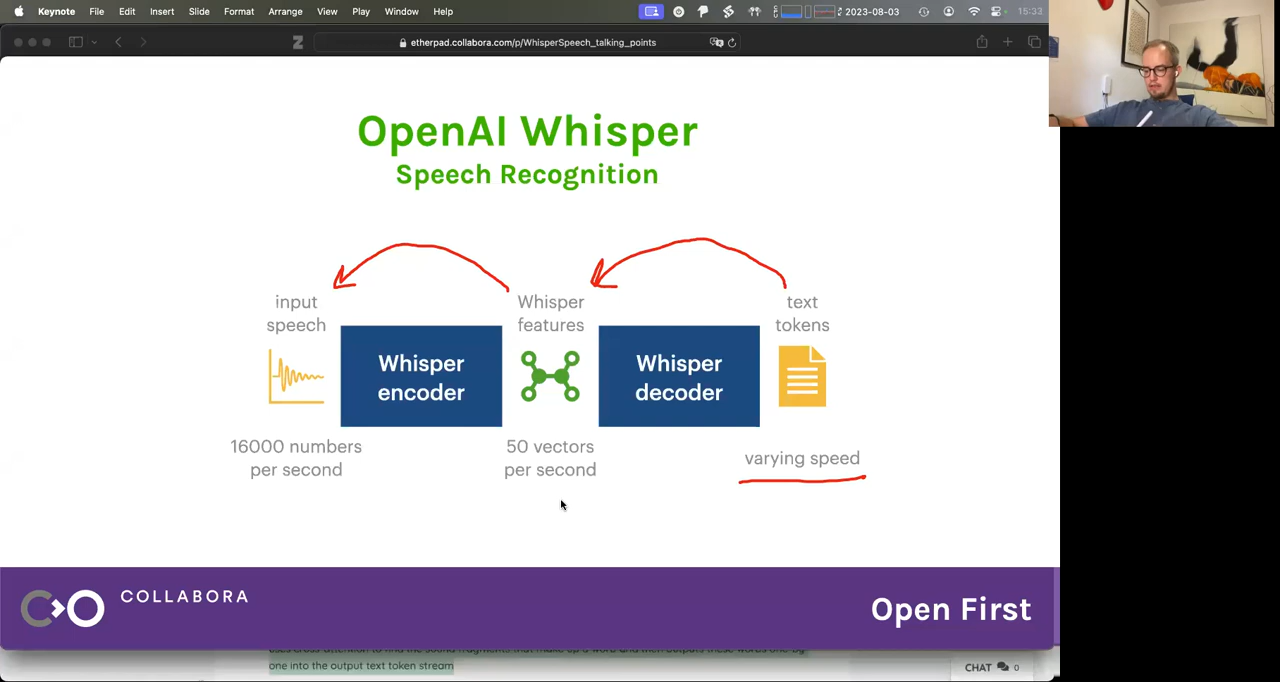 Keynote File Edit Insert Slide Format Arrange View Play Window Help 2023-08-03 15:33
etherpad.collabora.com/p/WhisperSpeech_talking_points
OpenAI Whisper
Speech Recognition
input
speech
Whisper
encoder
16000 numbers
per second
Whisper
features
50 vectors
per second
Whisper
decoder
text
tokens
varying speed
COLLABORA
Open First
one into the output text token stream
CHAT 0